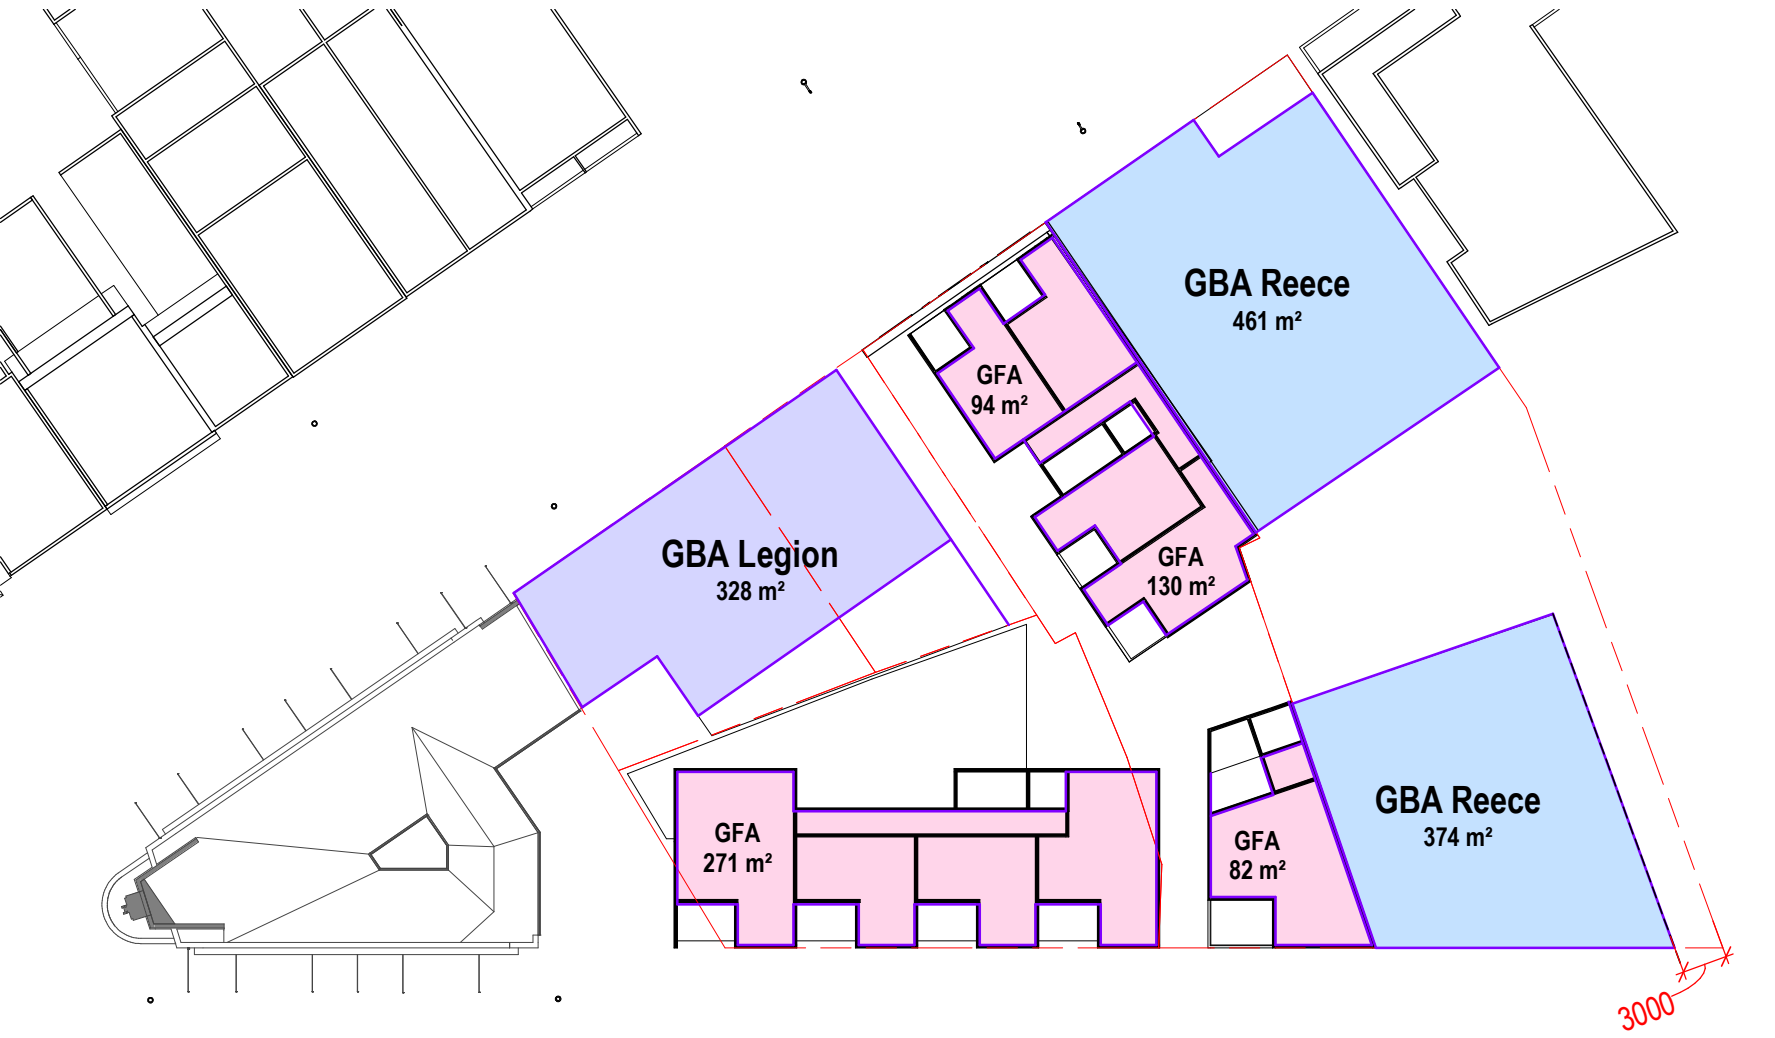 GBA Reece
461 m²
GFA
94 m²
GBA Legion
328 m²
GFA
130 m²
GBA Reece
374 m²
GFA
271 m²
GFA
82 m²
3000